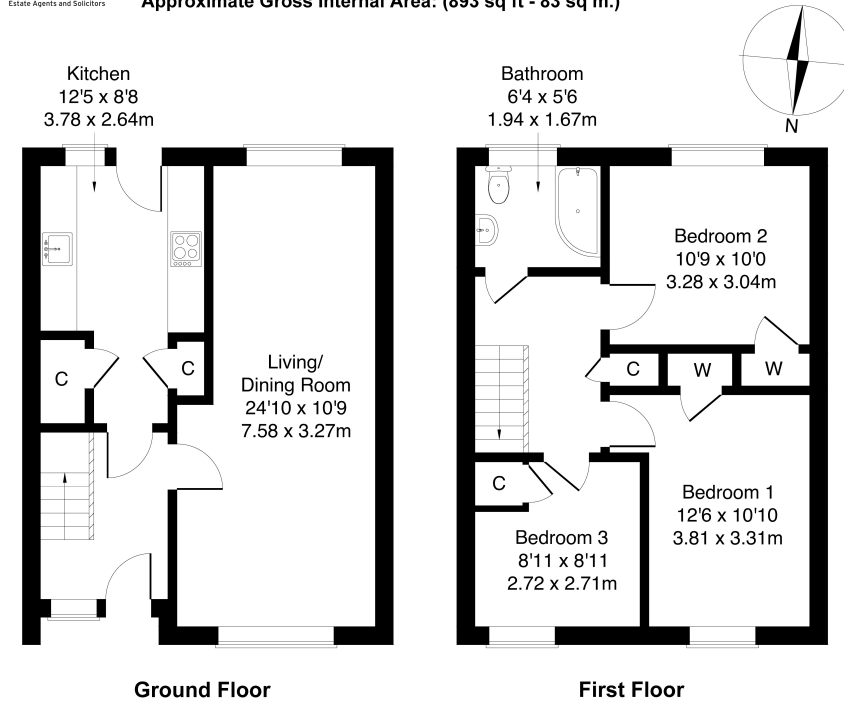 Estate Agents and Solicitors
Approximate Gross Internal Area: (893 sq ft - 83 sq m.)
N
Kitchen
12'5 x 8'8
3.78 x 2.64m
C
C
Living/
Dining Room
24'10 x 10'9
7.58 x 3.27m
Ground Floor
Bathroom
6'4 x 5'6
1.94 x 1.67m
Bedroom 2
10'9 x 10'0
3.28 x 3.04m
C
W
W
C
Bedroom 1
12'6 x 10'10
3.81 x 3.31m
Bedroom 3
8'11 x 8'11
2.72 x 2.71m
First Floor